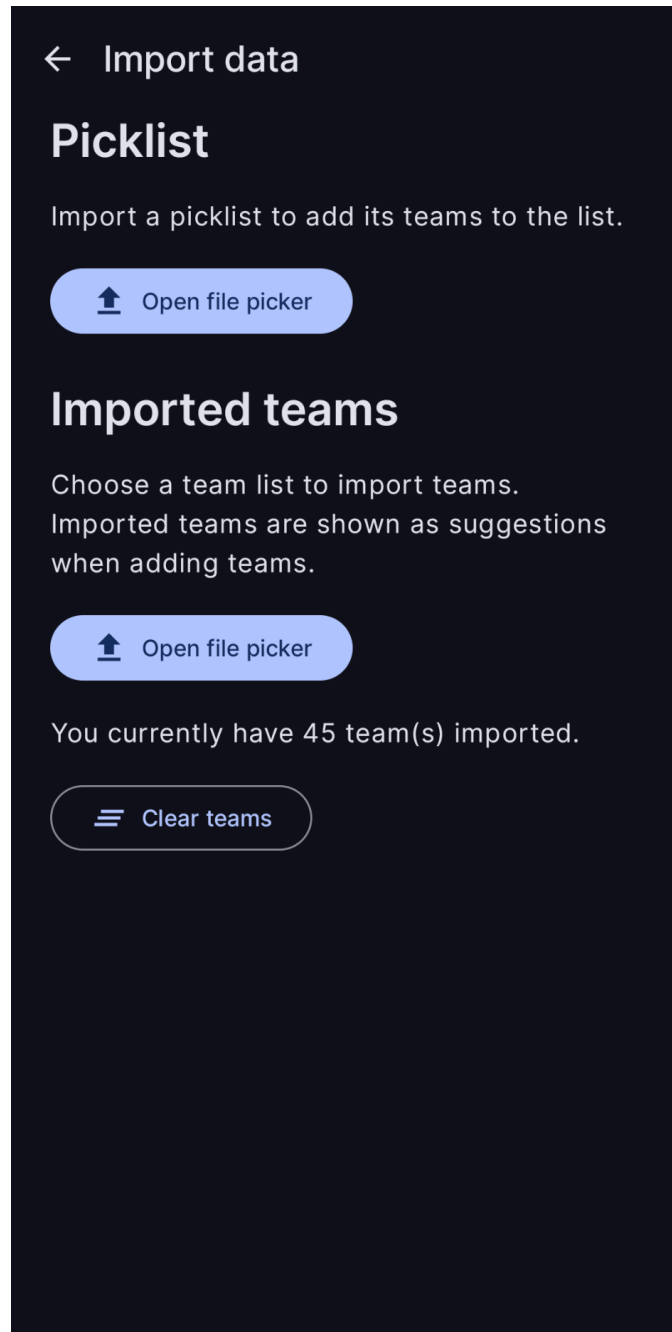 Import data
Picklist
Import a picklist to add its teams to the list.
Open file picker
Imported teams
Choose a team list to import teams.
Imported teams are shown as suggestions
when adding teams.
Open file picker
You currently have 45 team(s) imported.
Clear teams